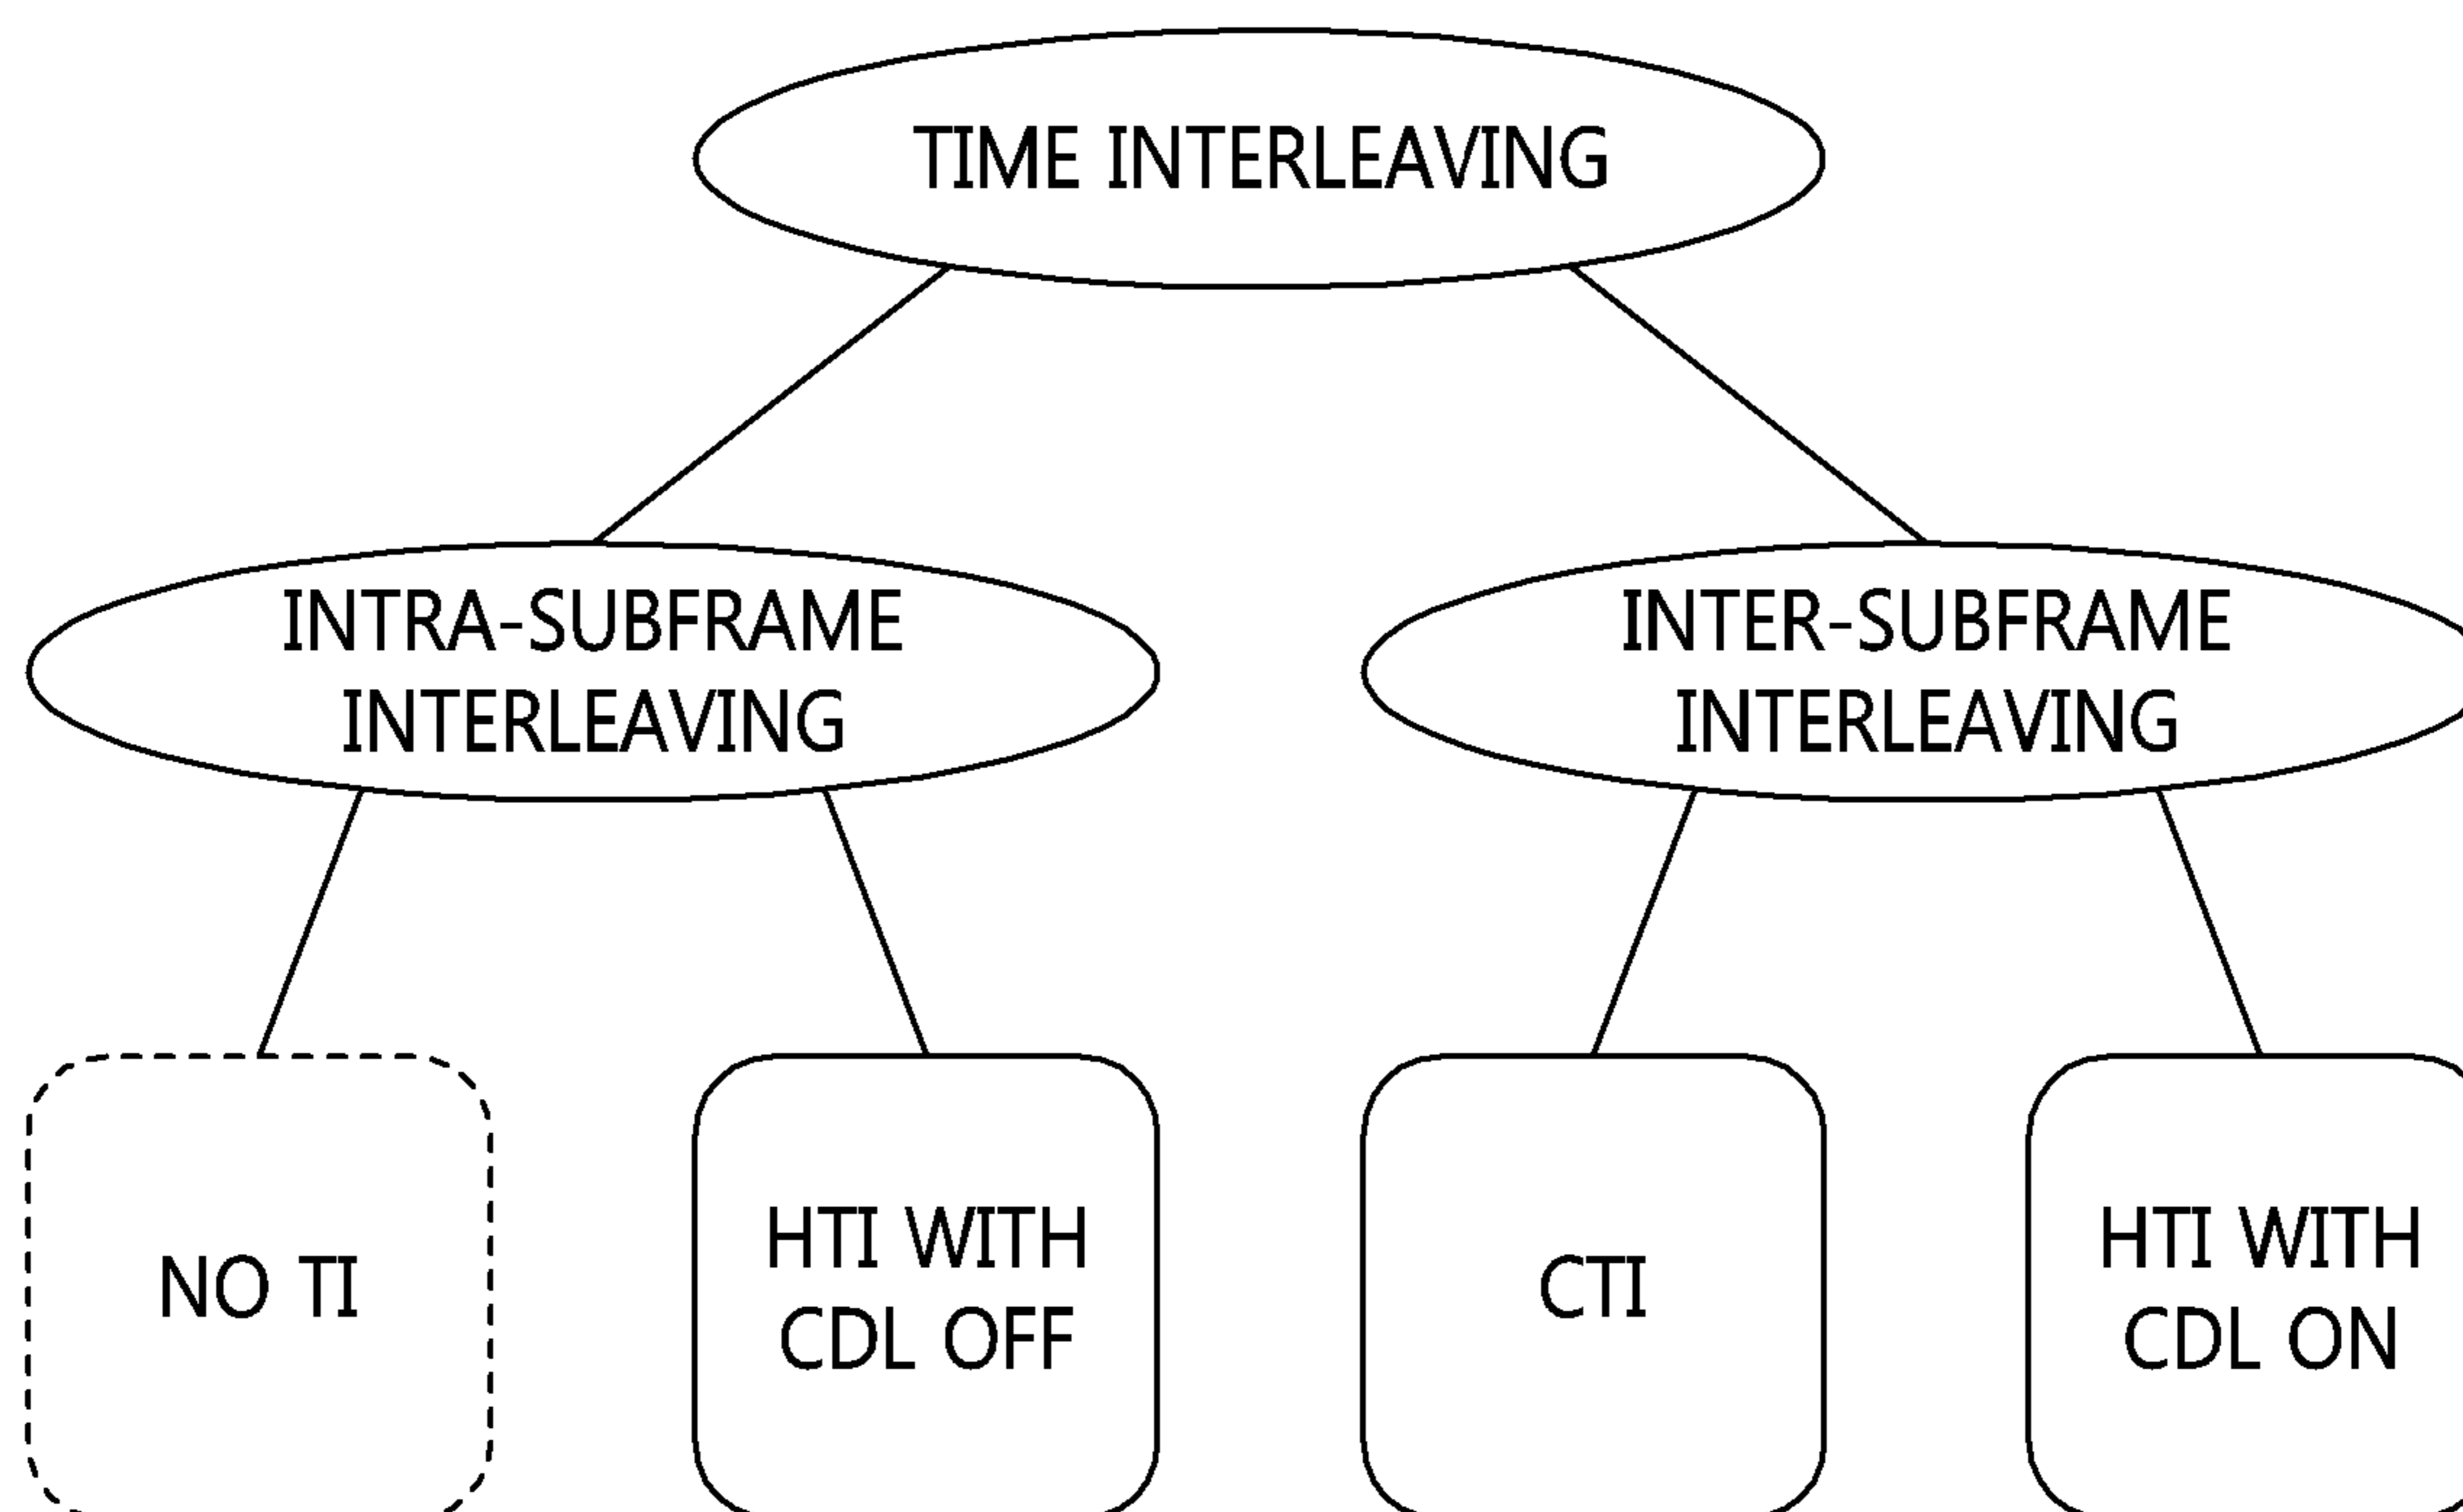 TIME INTERLEAVING
INTRA-SUBFRAME
INTERLEAVING
INTER-SUBFRAME
INTERLEAVING
NO TI
HTI WITH
CDL OFF
CTI
HTI WITH
CDL ON